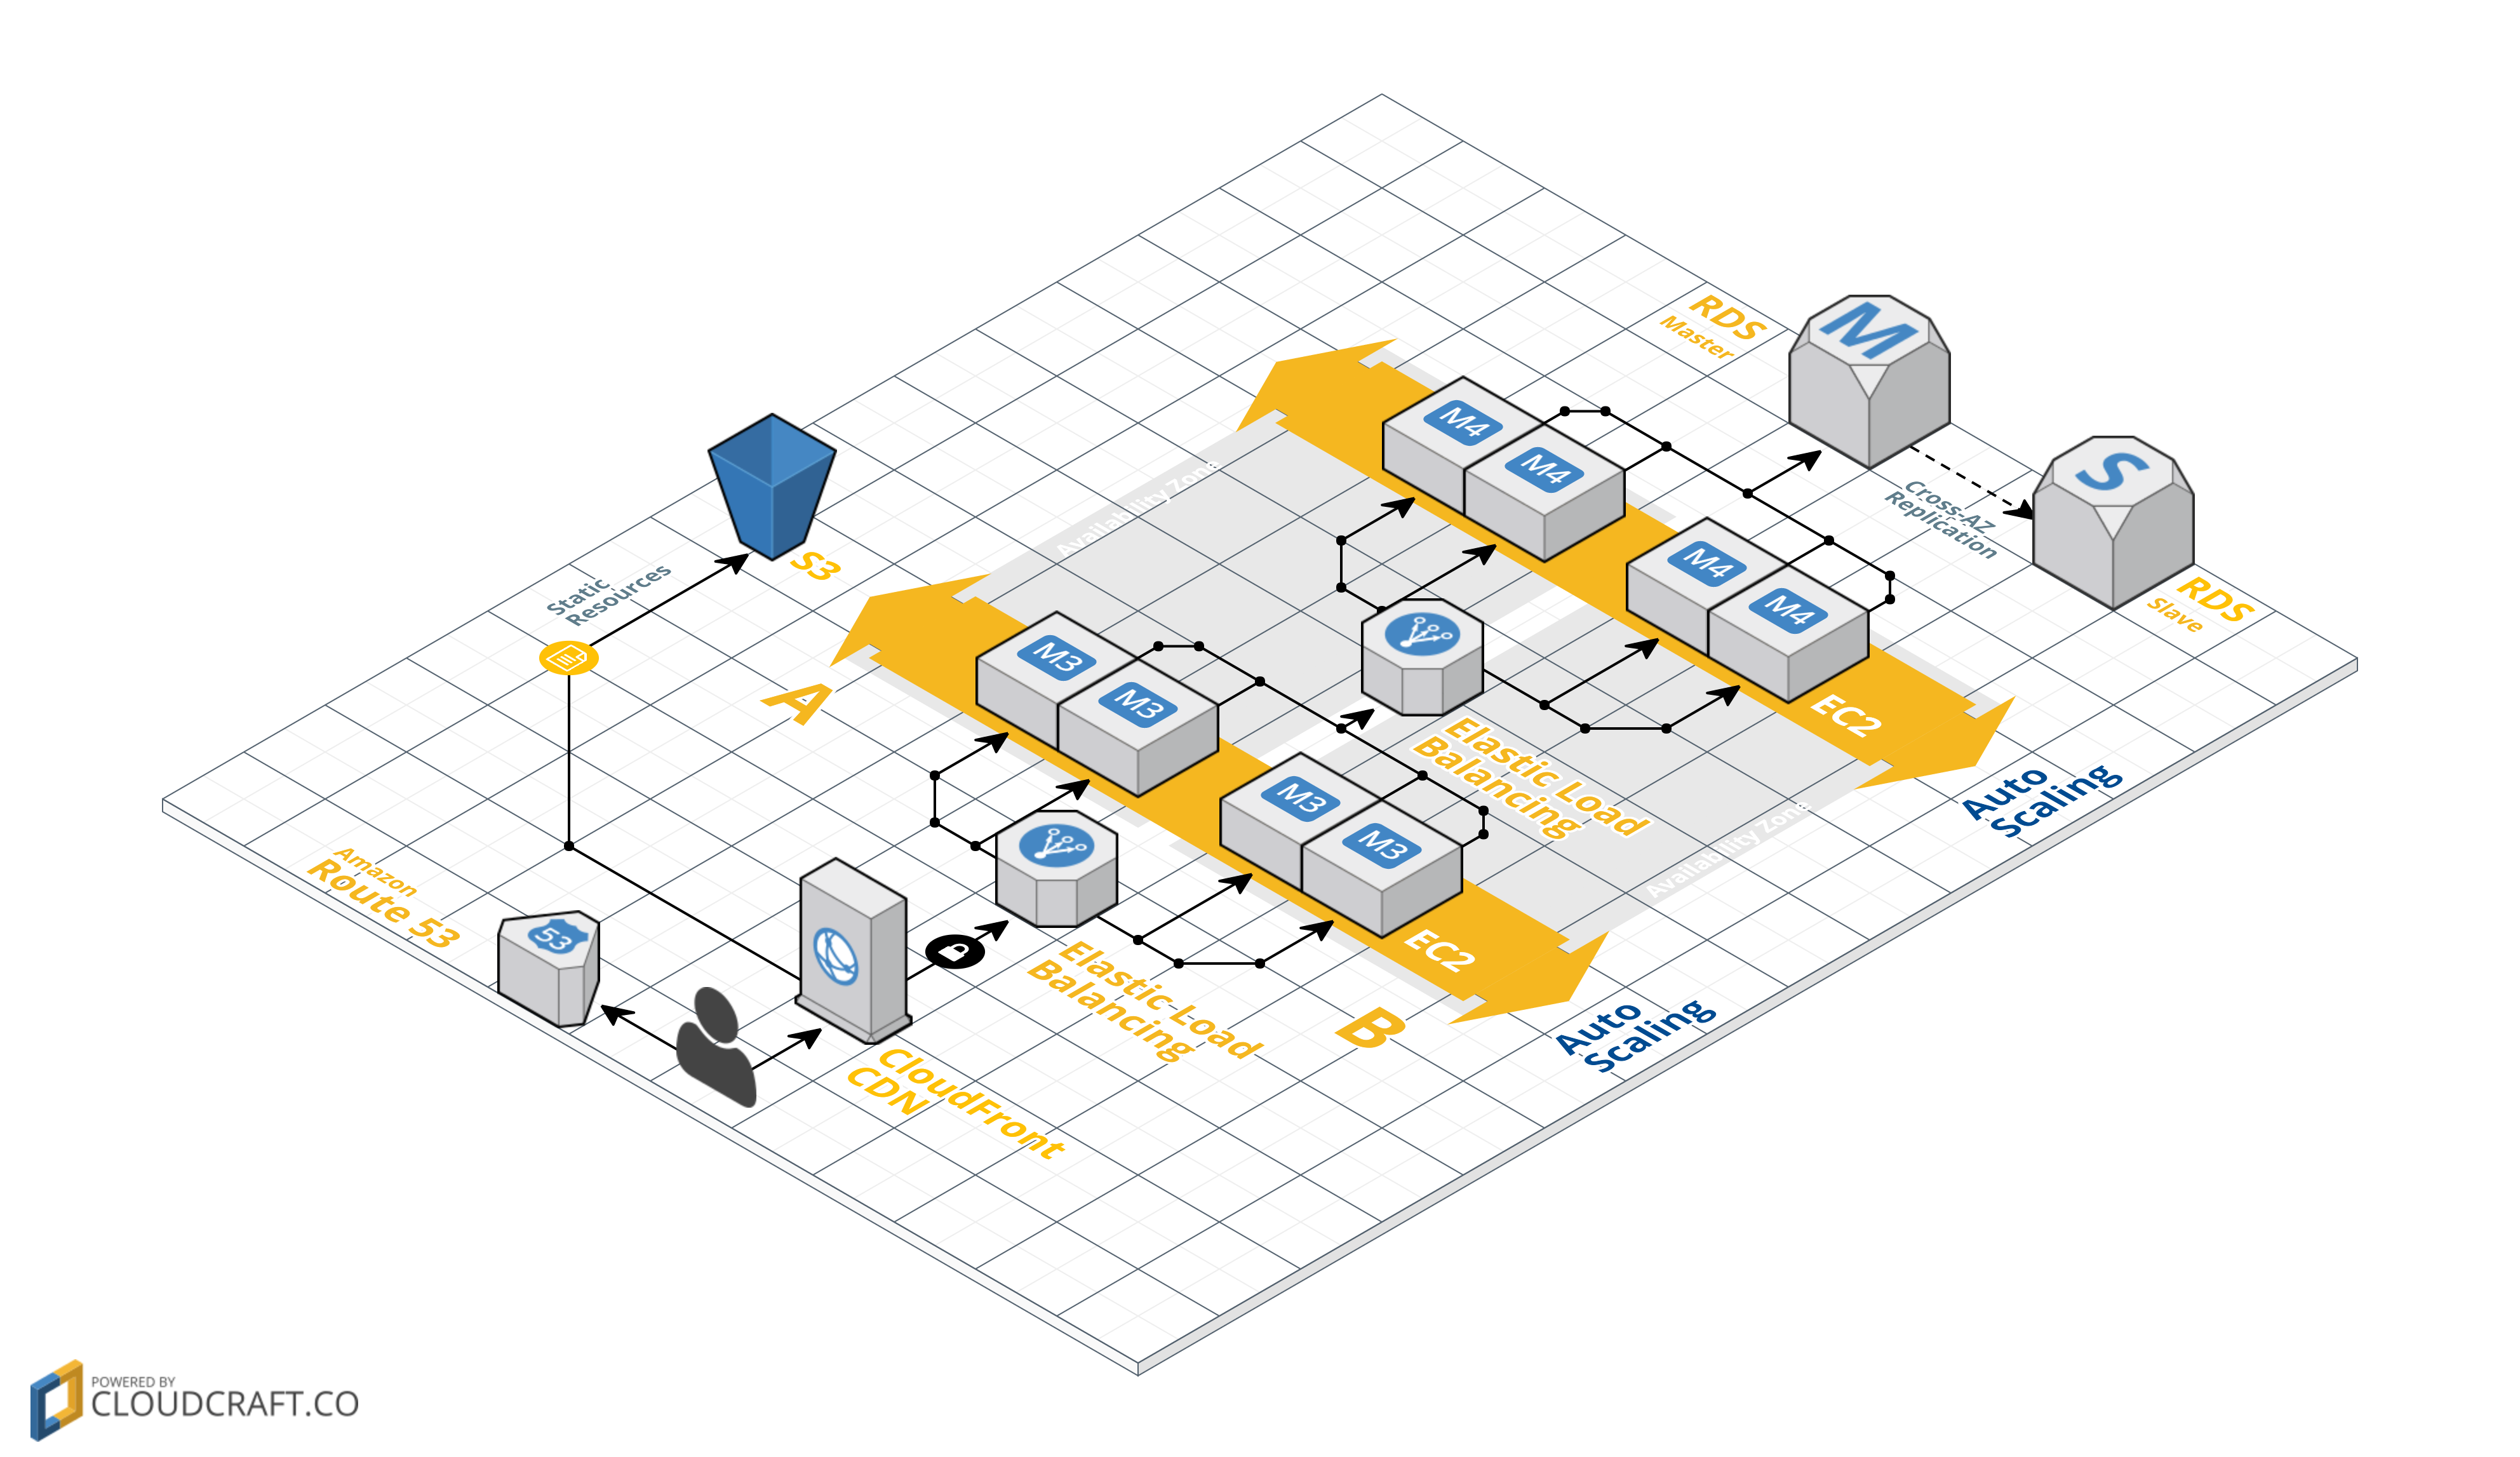 RDS
Master
M
S
Cross-AZ
Replication
RDS
Slave
M4
M4
M4
M4
Availability Zone
S3
Static
Resources
M3
M3
M3
M3
A
EC2
Elastic Load
Balancing
Auto
Scaling
Availability Zone
Amazon
Route 53
53
EC2
Elastic Load
Balancing
B
Auto
Scaling
CloudFront
CDN
POWERED BY
CLOUDCRAFT.CO